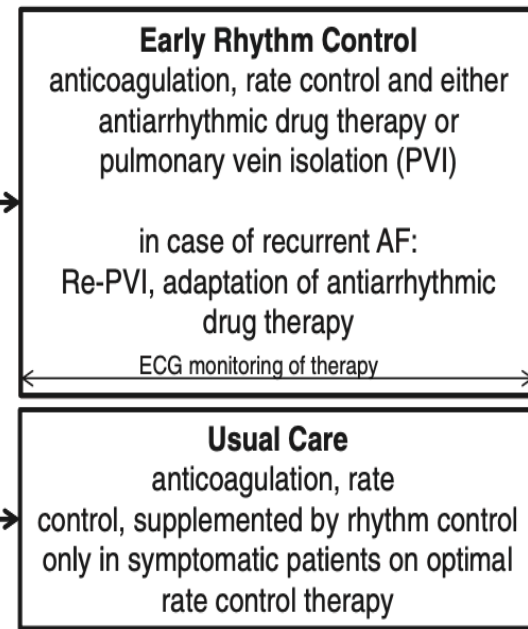 Early Rhythm Control
anticoagulation, rate control and either
antiarrhythmic drug therapy or
pulmonary vein isolation (PVI)
in case of recurrent AF:
Re-PVI, adaptation of antiarrhythmic
drug therapy
ECG monitoring of therapy
Usual Care
anticoagulation, rate
control, supplemented by rhythm control
only in symptomatic patients on optimal
rate control therapy